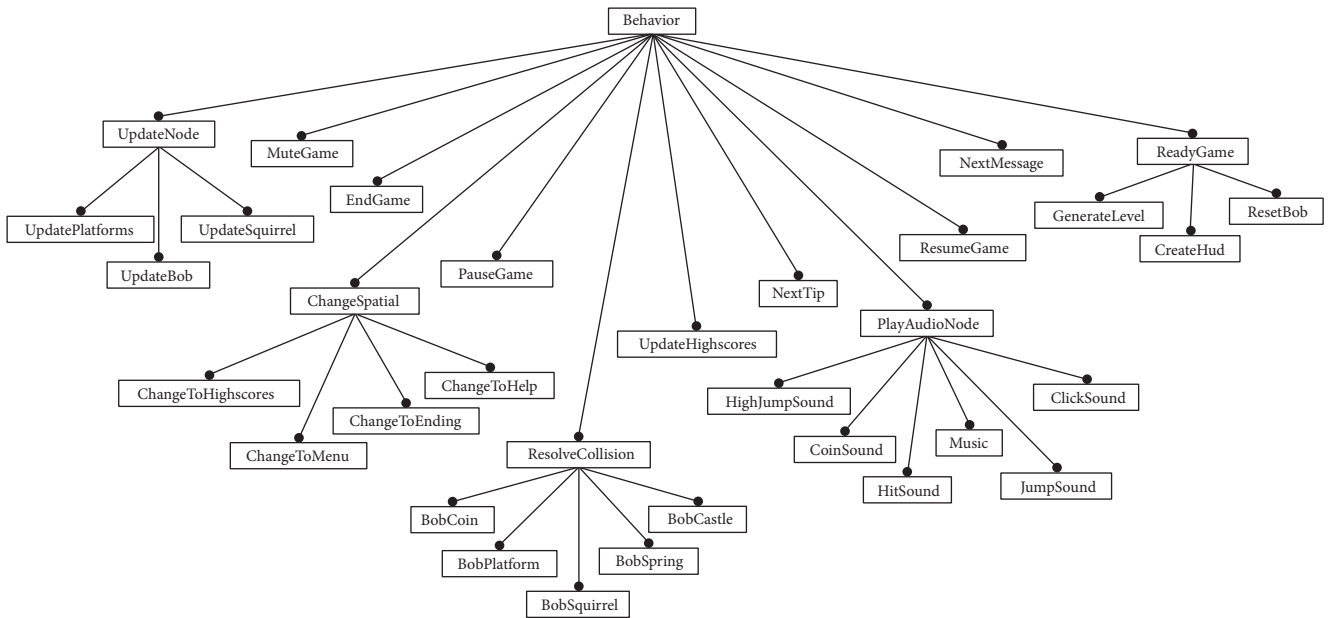 Behavior
UpdateNode
MuteGame
EndGame
NextMessage
ReadyGame
UpdatePlatforms
UpdateBob
UpdateSquirrel
ChangeSpatial
PauseGame
UpdateHighscores
NextTip
ResumeGame
PlayAudioNode
GenerateLevel
CreateHud
ResetBob
ChangeToHighscores
ChangeToMenu
ChangeToEnding
ChangeToHelp
ResolveCollision
HighJumpSound
CoinSound
HitSound
Music
JumpSound
ClickSound
BobCoin
BobPlatform
BobSquirrel
BobSpring
BobCastle